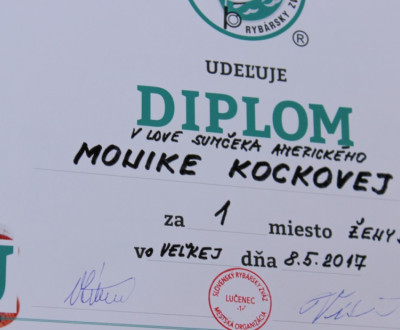 RYBÁRSKY
®
UDEĽUJE
DIPLOM
V LOVE SUMČEKA AMERICKÉHO
MONIKE KOCKOVEJ
za 1 miesto ŽENY
vo VEĽKEJ dňa 8.5.2017
SLOVENSKÝ RYBÁRSKY ZVÄZ
LUČENEC
MESTSKÁ ORGANIZÁCIA